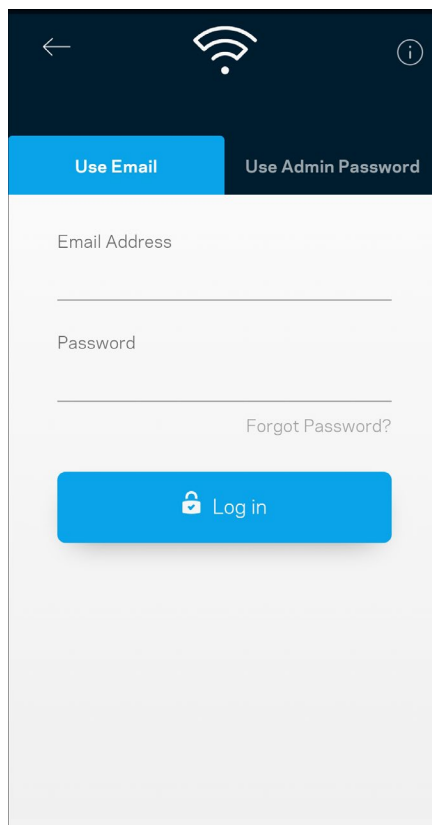 Use Email
Use Admin Password
Email Address
Password
Forgot Password?
Log in